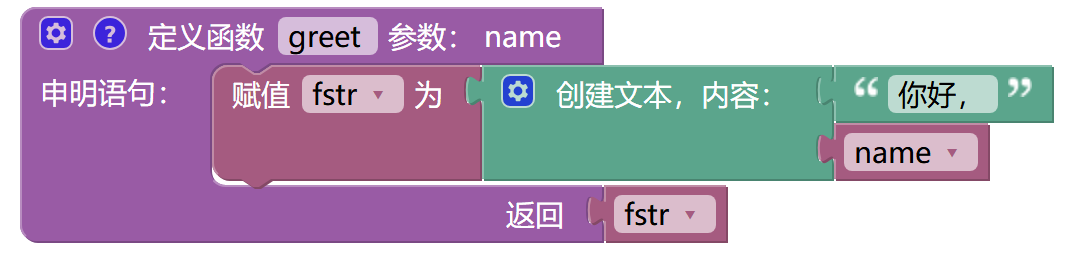 定义函数 greet 参数： name
申明语句： 赋值 fstr 为 创建文本，内容： “ 你好， ”
name
返回 fstr